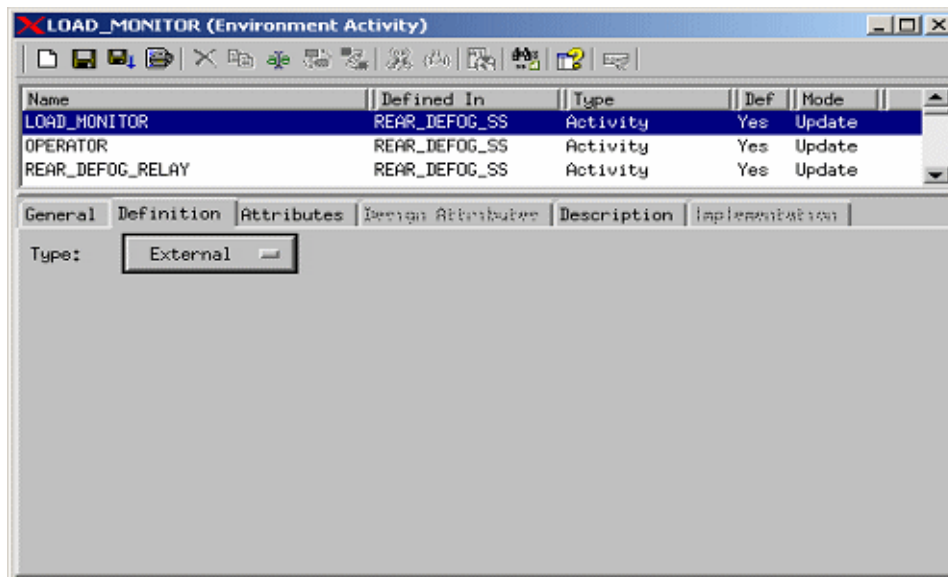 LOAD_MONITOR (Environment Activity)
Name Defined In Type Def Mode
LOAD_MONITOR REAR_DEFOG_SS Activity Yes Update
OPERATOR REAR_DEFOG_SS Activity Yes Update
REAR_DEFOG_RELAY REAR_DEFOG_SS Activity Yes Update
General Definition Attributes Design Attributes Description Implementation
Type: External